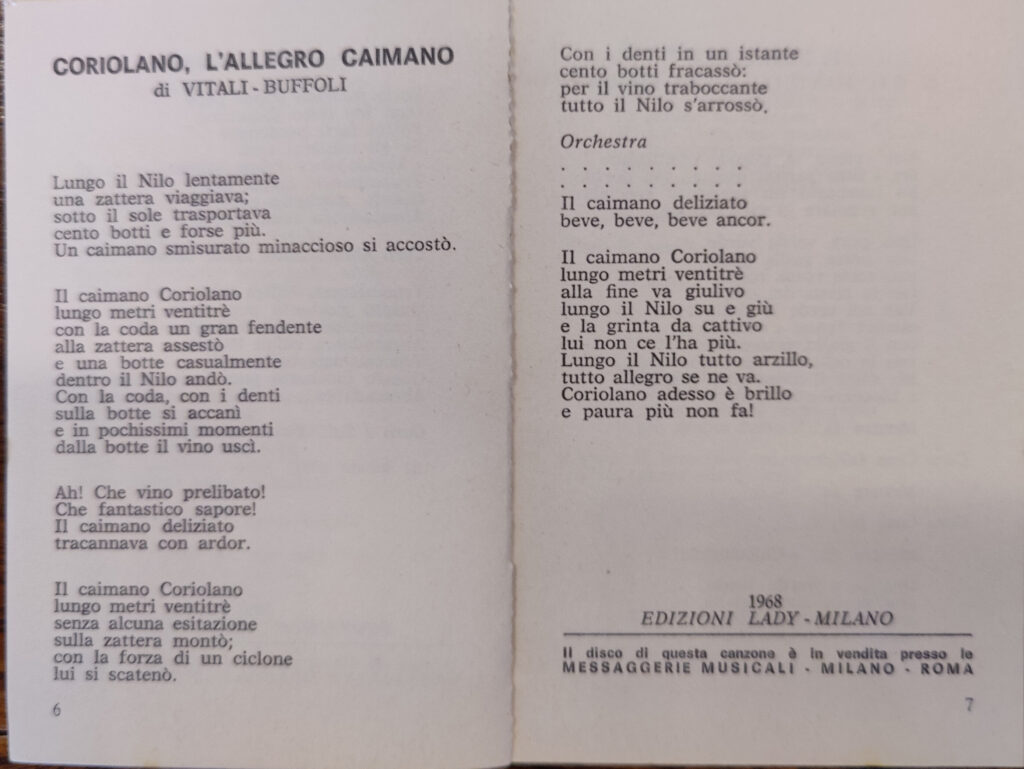 CORIOLANO, L'ALLEGRO CAIMANO
di VITALI - BUFFOLI
Lungo il Nilo lentamente
una zattera viaggiava;
sotto il sole trasportava
cento botti e forse più.
Un caimano smisurato minaccioso si accostò.
Il caimano Coriolano
lungo metri ventitrè
con la coda un gran fendente
alla zattera assestò
e una botte casualmente
dentro il Nilo andò.
Con la coda, con i denti
sulla botte si accanì
e in pochissimi momenti
dalla botte il vino uscì.
Ah! Che vino prelibato!
Che fantastico sapore!
Il caimano deliziato
tracannava con ardor.
Il caimano Coriolano
lungo metri ventitrè
senza alcuna esitazione
sulla zattera montò;
con la forza di un ciclone
lui si scatenò.
6
Con i denti in un istante
cento botti fracassò:
per il vino traboccante
tutto il Nilo s'arrossò.
Orchestra
. . . . . . . . .
. . . . . . . . .
Il caimano deliziato
beve, beve, beve ancor.
Il caimano Coriolano
lungo metri ventitrè
alla fine va giulivo
lungo il Nilo su e giù
e la grinta da cattivo
lui non ce l'ha più.
Lungo il Nilo tutto arzillo,
tutto allegro se ne va.
Coriolano adesso è brillo
e paura più non fa!
1968
EDIZIONI LADY - MILANO
Il disco di questa canzone è in vendita presso le
MESSAGGERIE MUSICALI - MILANO - ROMA
7